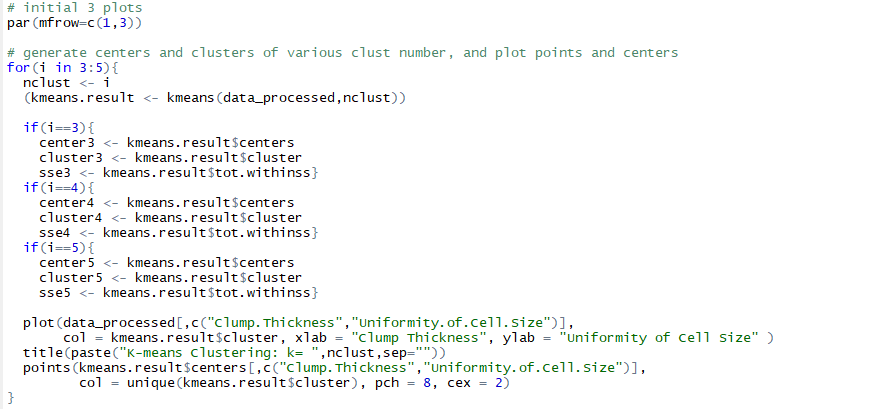 # initial 3 plots
par(mfrow=c(1,3))
# generate centers and clusters of various clust number, and plot points and centers
for(i in 3:5){
nclust <- i
(kmeans.result <- kmeans(data_processed,nclust))
if(i==3){
center3 <- kmeans.result$centers
cluster3 <- kmeans.result$cluster
sse3 <- kmeans.result$tot.withinss}
if(i==4){
center4 <- kmeans.result$centers
cluster4 <- kmeans.result$cluster
sse4 <- kmeans.result$tot.withinss}
if(i==5){
center5 <- kmeans.result$centers
cluster5 <- kmeans.result$cluster
sse5 <- kmeans.result$tot.withinss}
plot(data_processed[,c("Clump.Thickness","Uniformity.of.Cell.Size")],
col = kmeans.result$cluster, xlab = "Clump Thickness", ylab = "Uniformity of Cell Size" )
title(paste("K-means Clustering: k= ",nclust,sep=""))
points(kmeans.result$centers[,c("Clump.Thickness","Uniformity.of.Cell.Size")],
col = unique(kmeans.result$cluster), pch = 8, cex = 2)
}